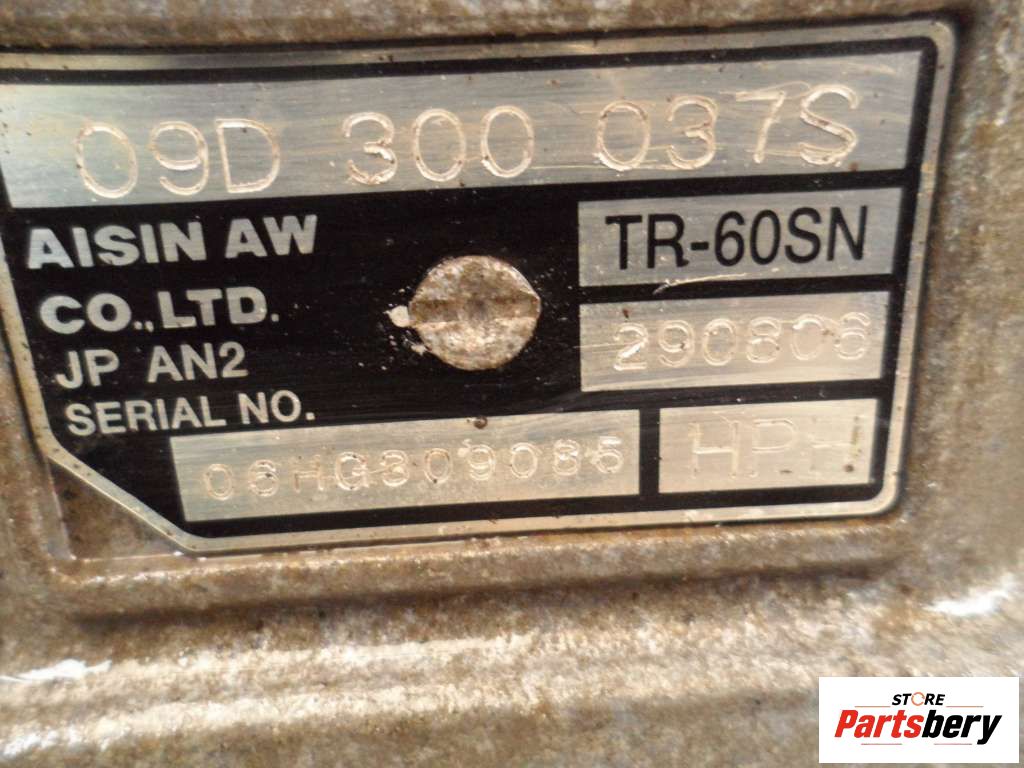 09D 300 037S
AISIN AW
CO.,LTD.
JP AN2
SERIAL NO.
TR-60SN
290806
06HG309085
HPH
STORE
Partsbery